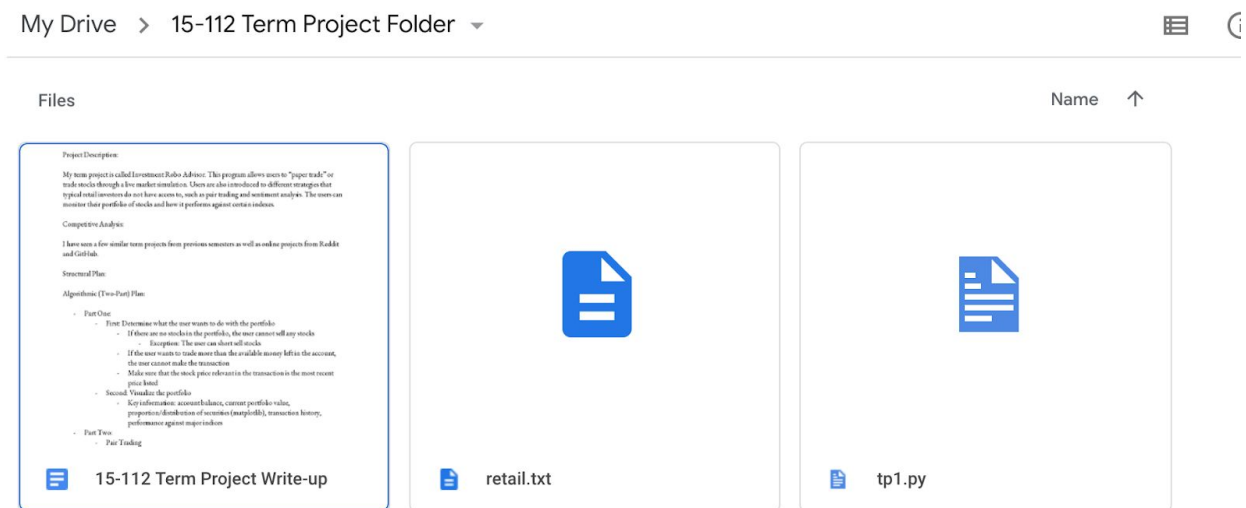 My Drive > 15-112 Term Project Folder
Files
Name
Project Description:
My term project is called Investment Robo Advisor. This program allows users to "paper trade" or
trade stocks through a live market simulation. Users are also introduced to different strategies that
typical retail investors do not have access to, such as pair trading and sentiment analysis. The users can
monitor their portfolio of stocks and how it performs against certain indexes.
Competitive Analysis:
I have seen a few similar term projects from previous semesters as well as online projects from Reddit
and GitHub.
Structural Plan:
Algorithmic (Two-Part) Plan:
- Part One:
- First: Determine what the user wants to do with the portfolio
- If there are no stocks in the portfolio, the user cannot sell any stocks
- Exception: The user can short sell stocks
- If the user wants to trade more than the available money left in the account,
the user cannot make the transaction
- Make sure that the stock price relevant in the transaction is the most recent
price listed
- Second: Visualize the portfolio
- Key information: account balance, current portfolio value,
proportion/distribution of securities (matplotlib), transaction history,
performance against major indices
- Part Two:
- Pair Trading
15-112 Term Project Write-up
retail.txt
tp1.py